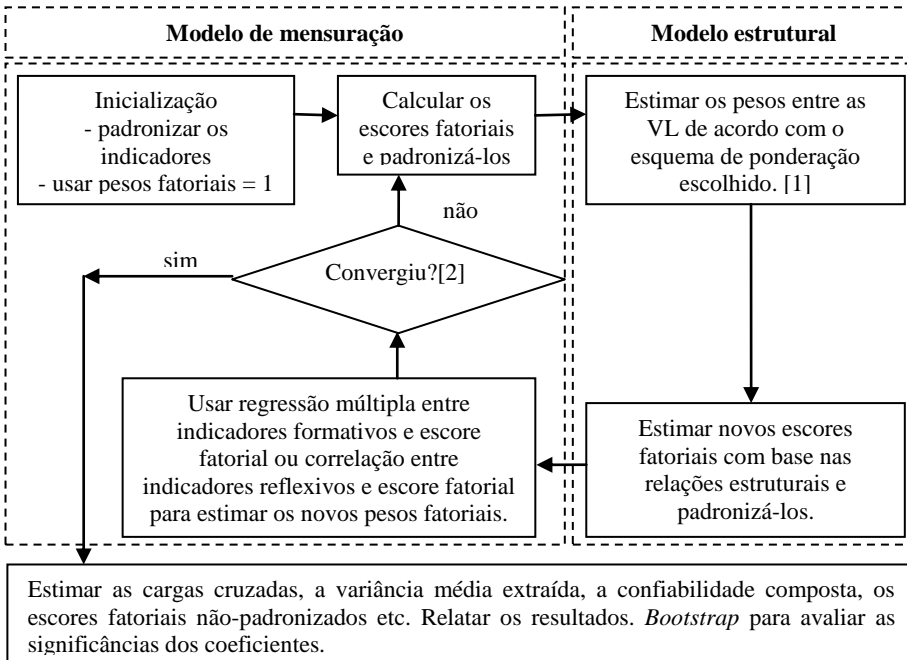 Modelo de mensuração
Modelo estrutural
Inicialização
- padronizar os
indicadores
- usar pesos fatoriais = 1
Calcular os
escores fatoriais
e padronizá-los
Estimar os pesos entre as
VL de acordo com o
esquema de ponderação
escolhido. [1]
não
sim
Convergiu?[2]
Usar regressão múltipla entre
indicadores formativos e escore
fatorial ou correlação entre
indicadores reflexivos e escore fatorial
para estimar os novos pesos fatoriais.
Estimar novos escores
fatoriais com base nas
relações estruturais e
padronizá-los.
Estimar as cargas cruzadas, a variância média extraída, a confiabilidade composta, os
escores fatoriais não-padronizados etc. Relatar os resultados. Bootstrap para avaliar as
significâncias dos coeficientes.